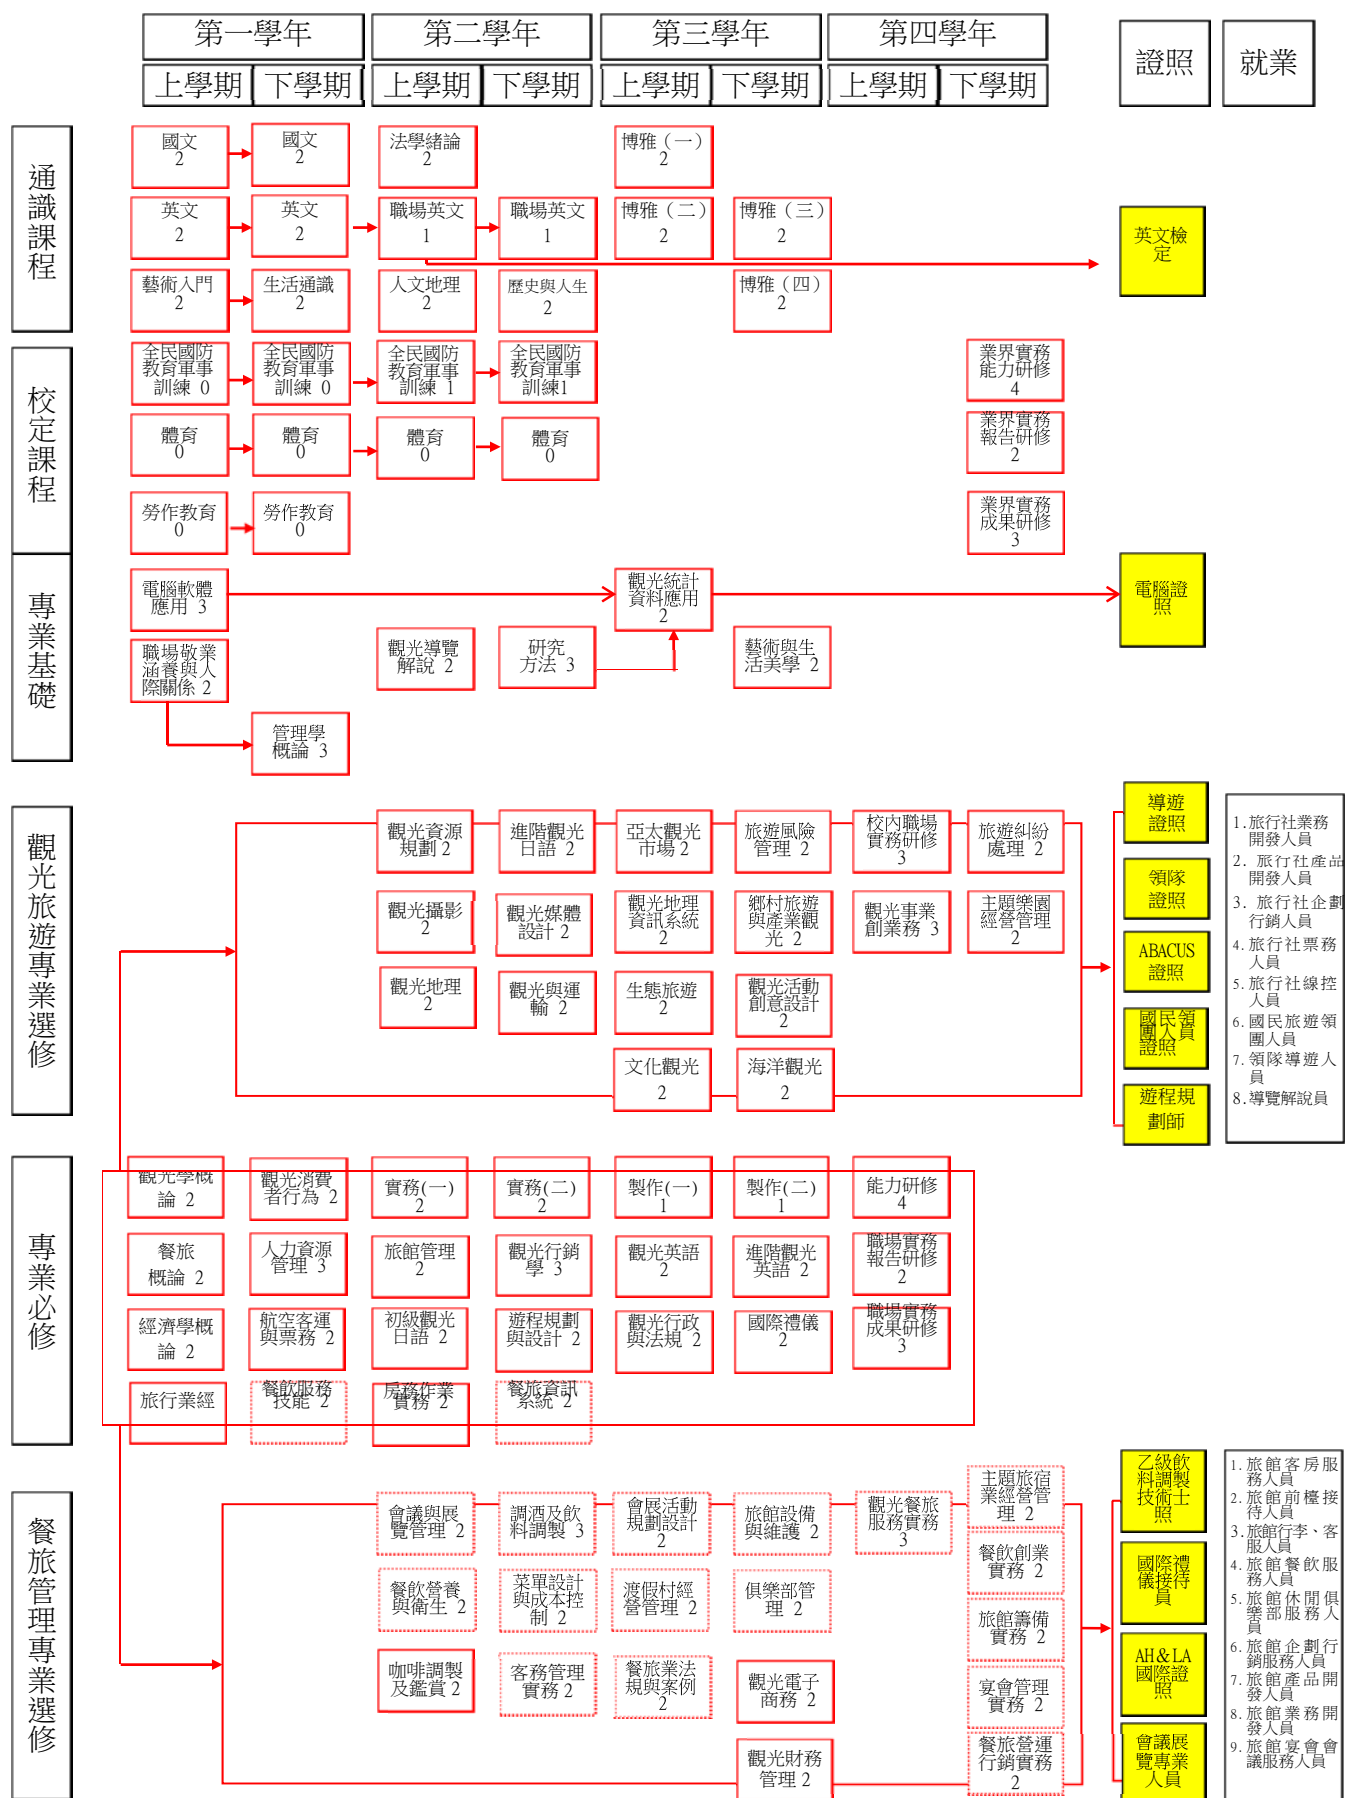 第一學年
第二學年
第三學年
第四學年
上學期
下學期
上學期
下學期
上學期
下學期
上學期
下學期
證照
就業
通識課程
國文
2
國文
2
法學緒論
2
博雅（一）
2
英文
2
英文
2
職場英文
1
職場英文
1
博雅（二）
2
博雅（三）
2
英文檢
定
藝術入門
2
生活通識
2
人文地理
2
歷史與人生
2
博雅（四）
2
校定課程
全民國防
教育軍事
訓練 0
全民國防
教育軍事
訓練 0
全民國防
教育軍事
訓練 1
全民國防
教育軍事
訓練1
業界實務
能力研修
4
體育
0
體育
0
體育
0
體育
0
業界實務
報告研修
2
勞作教育
0
勞作教育
0
業界實務
成果研修
3
專業基礎
電腦軟體
應用 3
觀光統計
資料應用
2
電腦證
照
職場敬業
涵養與人
際關係 2
觀光導覽
解說 2
研究
方法 3
藝術與生
活美學 2
管理學
概論 3
觀光旅遊專業選修
觀光資源
規劃 2
進階觀光
日語 2
亞太觀光
市場 2
旅遊風險
管理 2
校內職場
實務研修
3
旅遊糾紛
處理 2
觀光攝影
2
觀光媒體
設計 2
觀光地理
資訊系統
2
鄉村旅遊
與產業觀
光 2
觀光事業
創業務 3
主題樂園
經營管理
2
觀光地理
2
觀光與運
輸 2
生態旅遊
2
觀光活動
創意設計
2
文化觀光
2
海洋觀光
2
導遊
證照
領隊
證照
ABACUS
證照
國民領
團人員
證照
遊程規
劃師
1.旅行社業務
開發人員
2. 旅行社產品
開發人員
3. 旅行社企劃
行銷人員
4.旅行社票務
人員
5.旅行社線控
人員
6.國民旅遊領
團人員
7.領隊導遊人
員
8.導覽解說員
專業必修
觀光學概
論 2
觀光消費
者行為 2
實務(一)
2
實務(二)
2
製作(一)
1
製作(二)
1
能力研修
4
餐旅
概論 2
人力資源
管理 3
旅館管理
2
觀光行銷
學 3
觀光英語
2
進階觀光
英語 2
職場實務
報告研修
2
經濟學概
論 2
航空客運
與票務 2
初級觀光
日語 2
遊程規劃
與設計 2
觀光行政
與法規 2
國際禮儀
2
職場實務
成果研修
3
旅行業經
餐飲服務
技能 2
房務作業
實務 2
餐旅資訊
系統 2
餐旅管理專業選修
會議與展
覽管理 2
調酒及飲
料調製 3
會展活動
規劃設計
2
旅館設備
與維護 2
觀光餐旅
服務實務
3
主題旅宿
業經營管
理 2
餐飲營養
與衛生 2
菜單設計
與成本控
制 2
渡假村經
營管理 2
俱樂部管
理 2
餐飲創業
實務 2
旅館籌備
實務 2
咖啡調製
及鑑賞 2
客務管理
實務 2
餐旅業法
規與案例
2
觀光電子
商務 2
宴會管理
實務 2
觀光財務
管理 2
餐旅營運
行銷實務
2
乙級飲
料調製
技術士
照
國際禮
儀接待
員
AH＆LA
國際證
照
會議展
覽專業
人員
1.旅館客房服
務人員
2.旅館前檯接
待人員
3.旅館行李、客
服人員
4.旅館餐飲服
務人員
5.旅館休閒俱
樂部服務人
員
6.旅館企劃行
銷服務人員
7.旅館產品開
發人員
8.旅館業務開
發人員
9.旅館宴會會
議服務人員